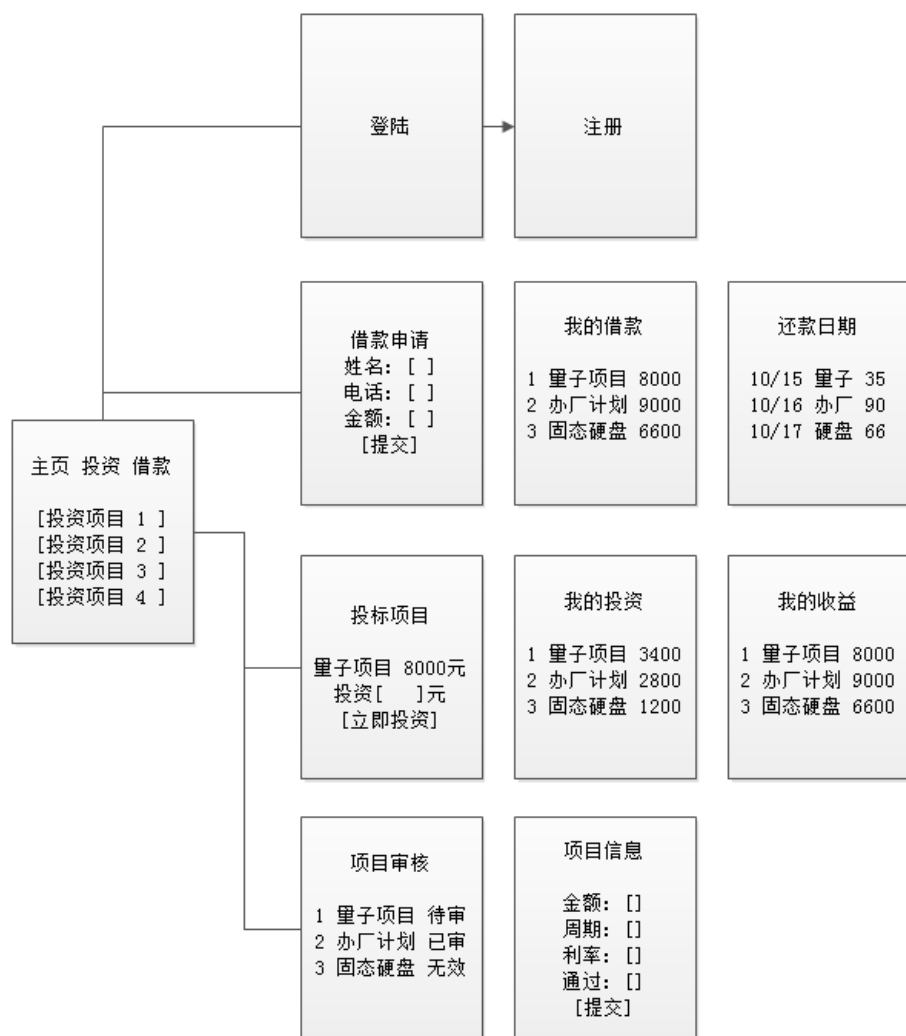 登陆
注册
借款申请
姓名: [ ]
电话: [ ]
金额: [ ]
[提交]
我的借款
1 量子项目 8000
2 办厂计划 9000
3 固态硬盘 6600
还款日期
10/15 量子 35
10/16 办厂 90
10/17 硬盘 66
主页 投资 借款
[投资项目 1 ]
[投资项目 2 ]
[投资项目 3 ]
[投资项目 4 ]
投标项目
量子项目 8000元
投资[   ]元
[立即投资]
我的投资
1 量子项目 3400
2 办厂计划 2800
3 固态硬盘 1200
我的收益
1 量子项目 8000
2 办厂计划 9000
3 固态硬盘 6600
项目审核
1 量子项目 待审
2 办厂计划 已审
3 固态硬盘 无效
项目信息
金额: []
周期: []
利率: []
通过: []
[提交]